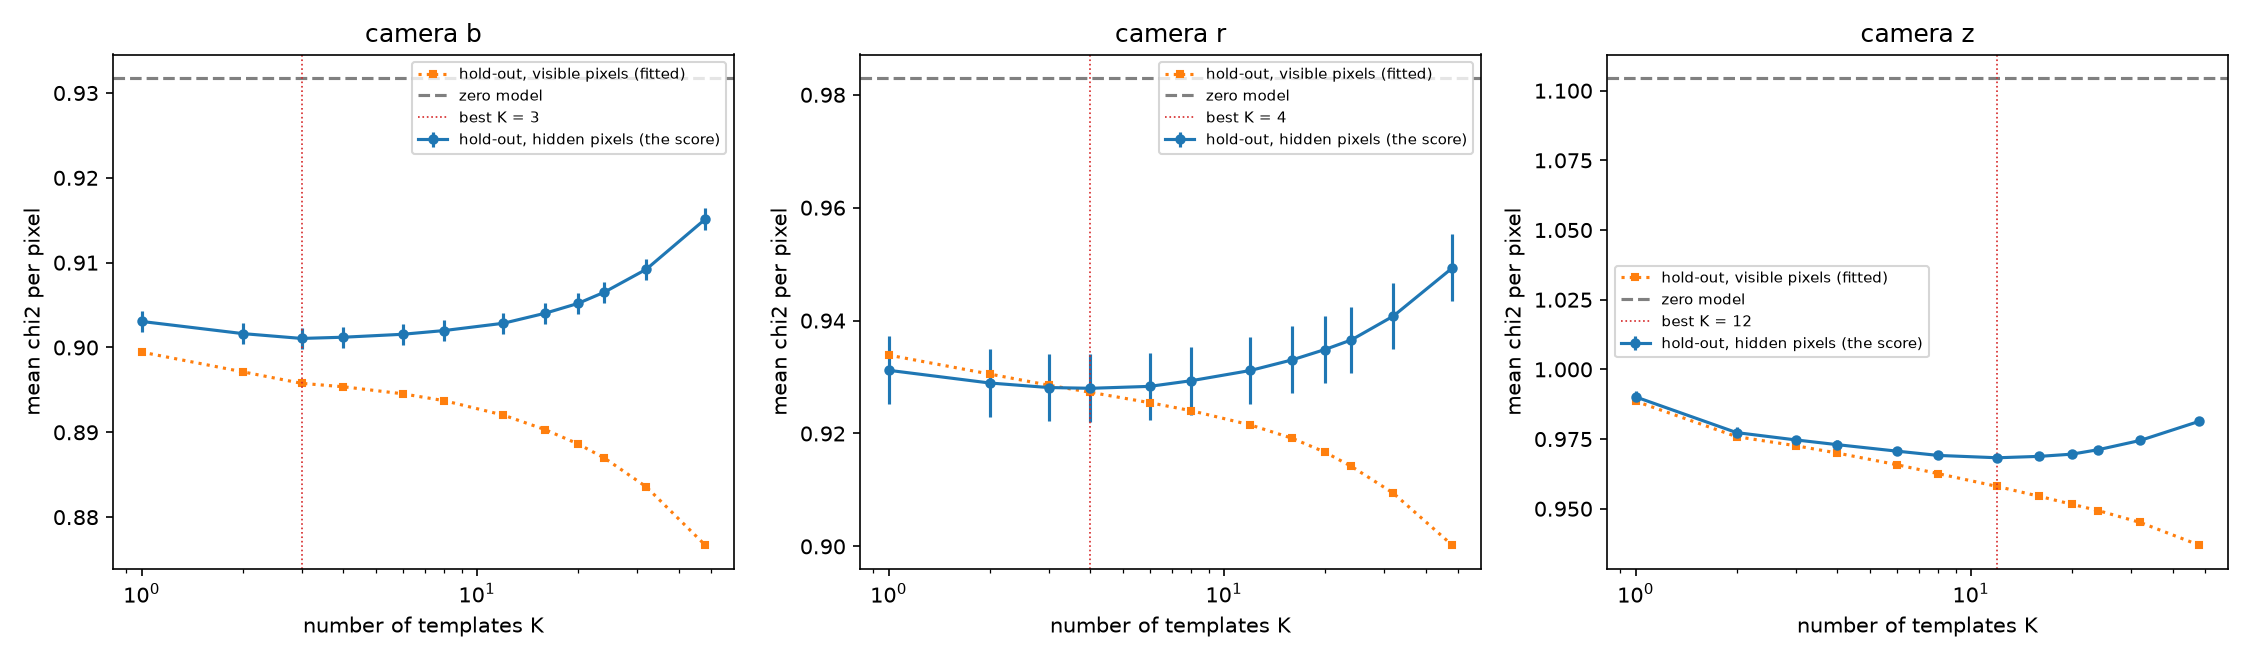 camera b
mean chi2 per pixel
0.93
0.92
0.91
0.90
0.89
0.88
hold-out, visible pixels (fitted)
zero model
best K = 3
hold-out, hidden pixels (the score)
10⁰
10¹
number of templates K
camera r
mean chi2 per pixel
0.98
0.96
0.94
0.92
0.90
hold-out, visible pixels (fitted)
zero model
best K = 4
hold-out, hidden pixels (the score)
10⁰
10¹
number of templates K
camera z
mean chi2 per pixel
1.100
1.075
1.050
1.025
1.000
0.975
0.950
hold-out, visible pixels (fitted)
zero model
best K = 12
hold-out, hidden pixels (the score)
10⁰
10¹
number of templates K